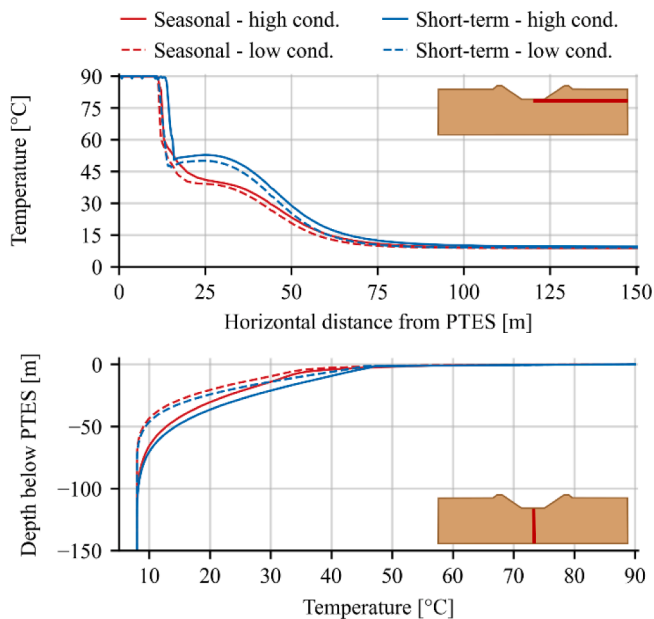 Seasonal - high cond.
Short-term - high cond.
Seasonal - low cond.
Short-term - low cond.
Temperature [°C]
90
75
60
45
30
15
0
0 25 50 75 100 125 150
Horizontal distance from PTES [m]
Depth below PTES [m]
0
−50
−100
−150
10 20 30 40 50 60 70 80 90
Temperature [°C]